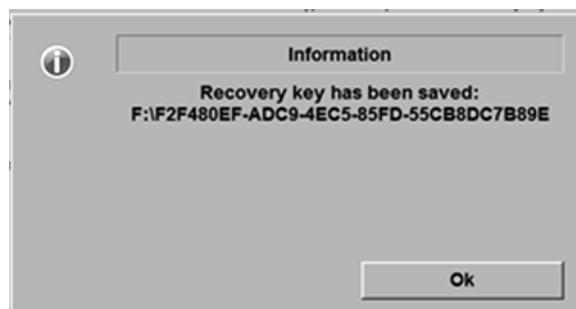 Information
Recovery key has been saved:
F:\F2F480EF-ADC9-4EC5-85FD-55CB8DC7B89E
Ok